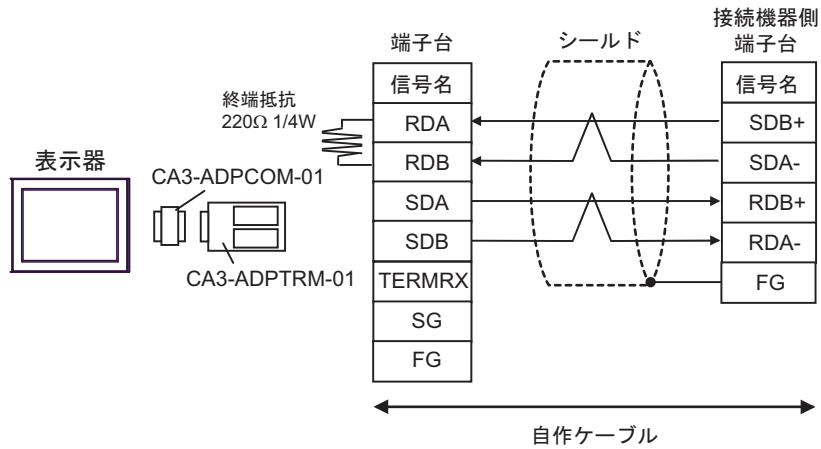 接続機器側
端子台
端子台
シールド
信号名
信号名
終端抵抗
220Ω 1/4W
RDA
SDB+
RDB
SDA-
表示器
CA3-ADPCOM-01
SDA
RDB+
SDB
RDA-
CA3-ADPTRM-01
TERMRX
FG
SG
FG
自作ケーブル